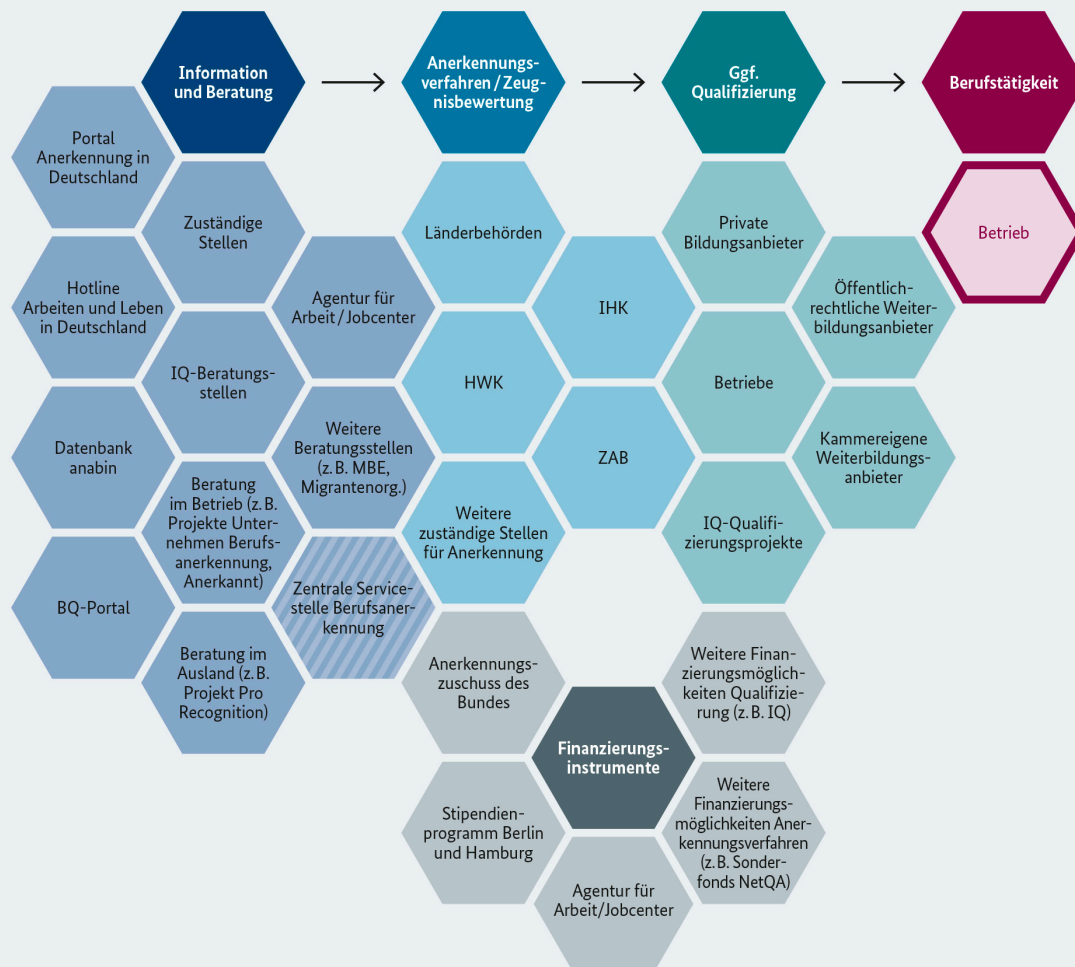 Information
und Beratung
Anerkennungs-
verfahren / Zeug-
nisbewertung
Ggf.
Qualifizierung
Berufstätigkeit
Portal
Anerkennung in
Deutschland
Zuständige
Stellen
Hotline
Arbeiten und Leben
in Deutschland
Agentur für
Arbeit / Jobcenter
IQ-Beratungs-
stellen
Datenbank
anabin
Weitere
Beratungsstellen
(z. B. MBE,
Migrantenorg.)
Beratung
im Betrieb (z. B.
Projekte Unter-
nehmen Berufs-
anerkennung,
Anerkannt)
BQ-Portal
Zentrale Service-
stelle Berufsaner-
kennung
Beratung im
Ausland (z. B.
Projekt Pro
Recognition)
Länderbehörden
IHK
HWK
ZAB
Weitere
zuständige Stellen
für Anerkennung
Private
Bildungsanbieter
Öffentlich-
rechtliche Weiter-
bildungsanbieter
Betriebe
Kammereigene
Weiterbildungs-
anbieter
IQ-Qualifi-
zierungsprojekte
Betrieb
Anerkennungs-
zuschuss des
Bundes
Weitere Finan-
zierungsmöglich-
keiten Qualifizie-
rung (z. B. IQ)
Finanzierungs-
instrumente
Stipendien-
programm Berlin
und Hamburg
Weitere
Finanzierungs-
möglichkeiten Aner-
kennungsverfahren
(z. B. Sonder-
fonds NetQA)
Agentur für
Arbeit/Jobcenter